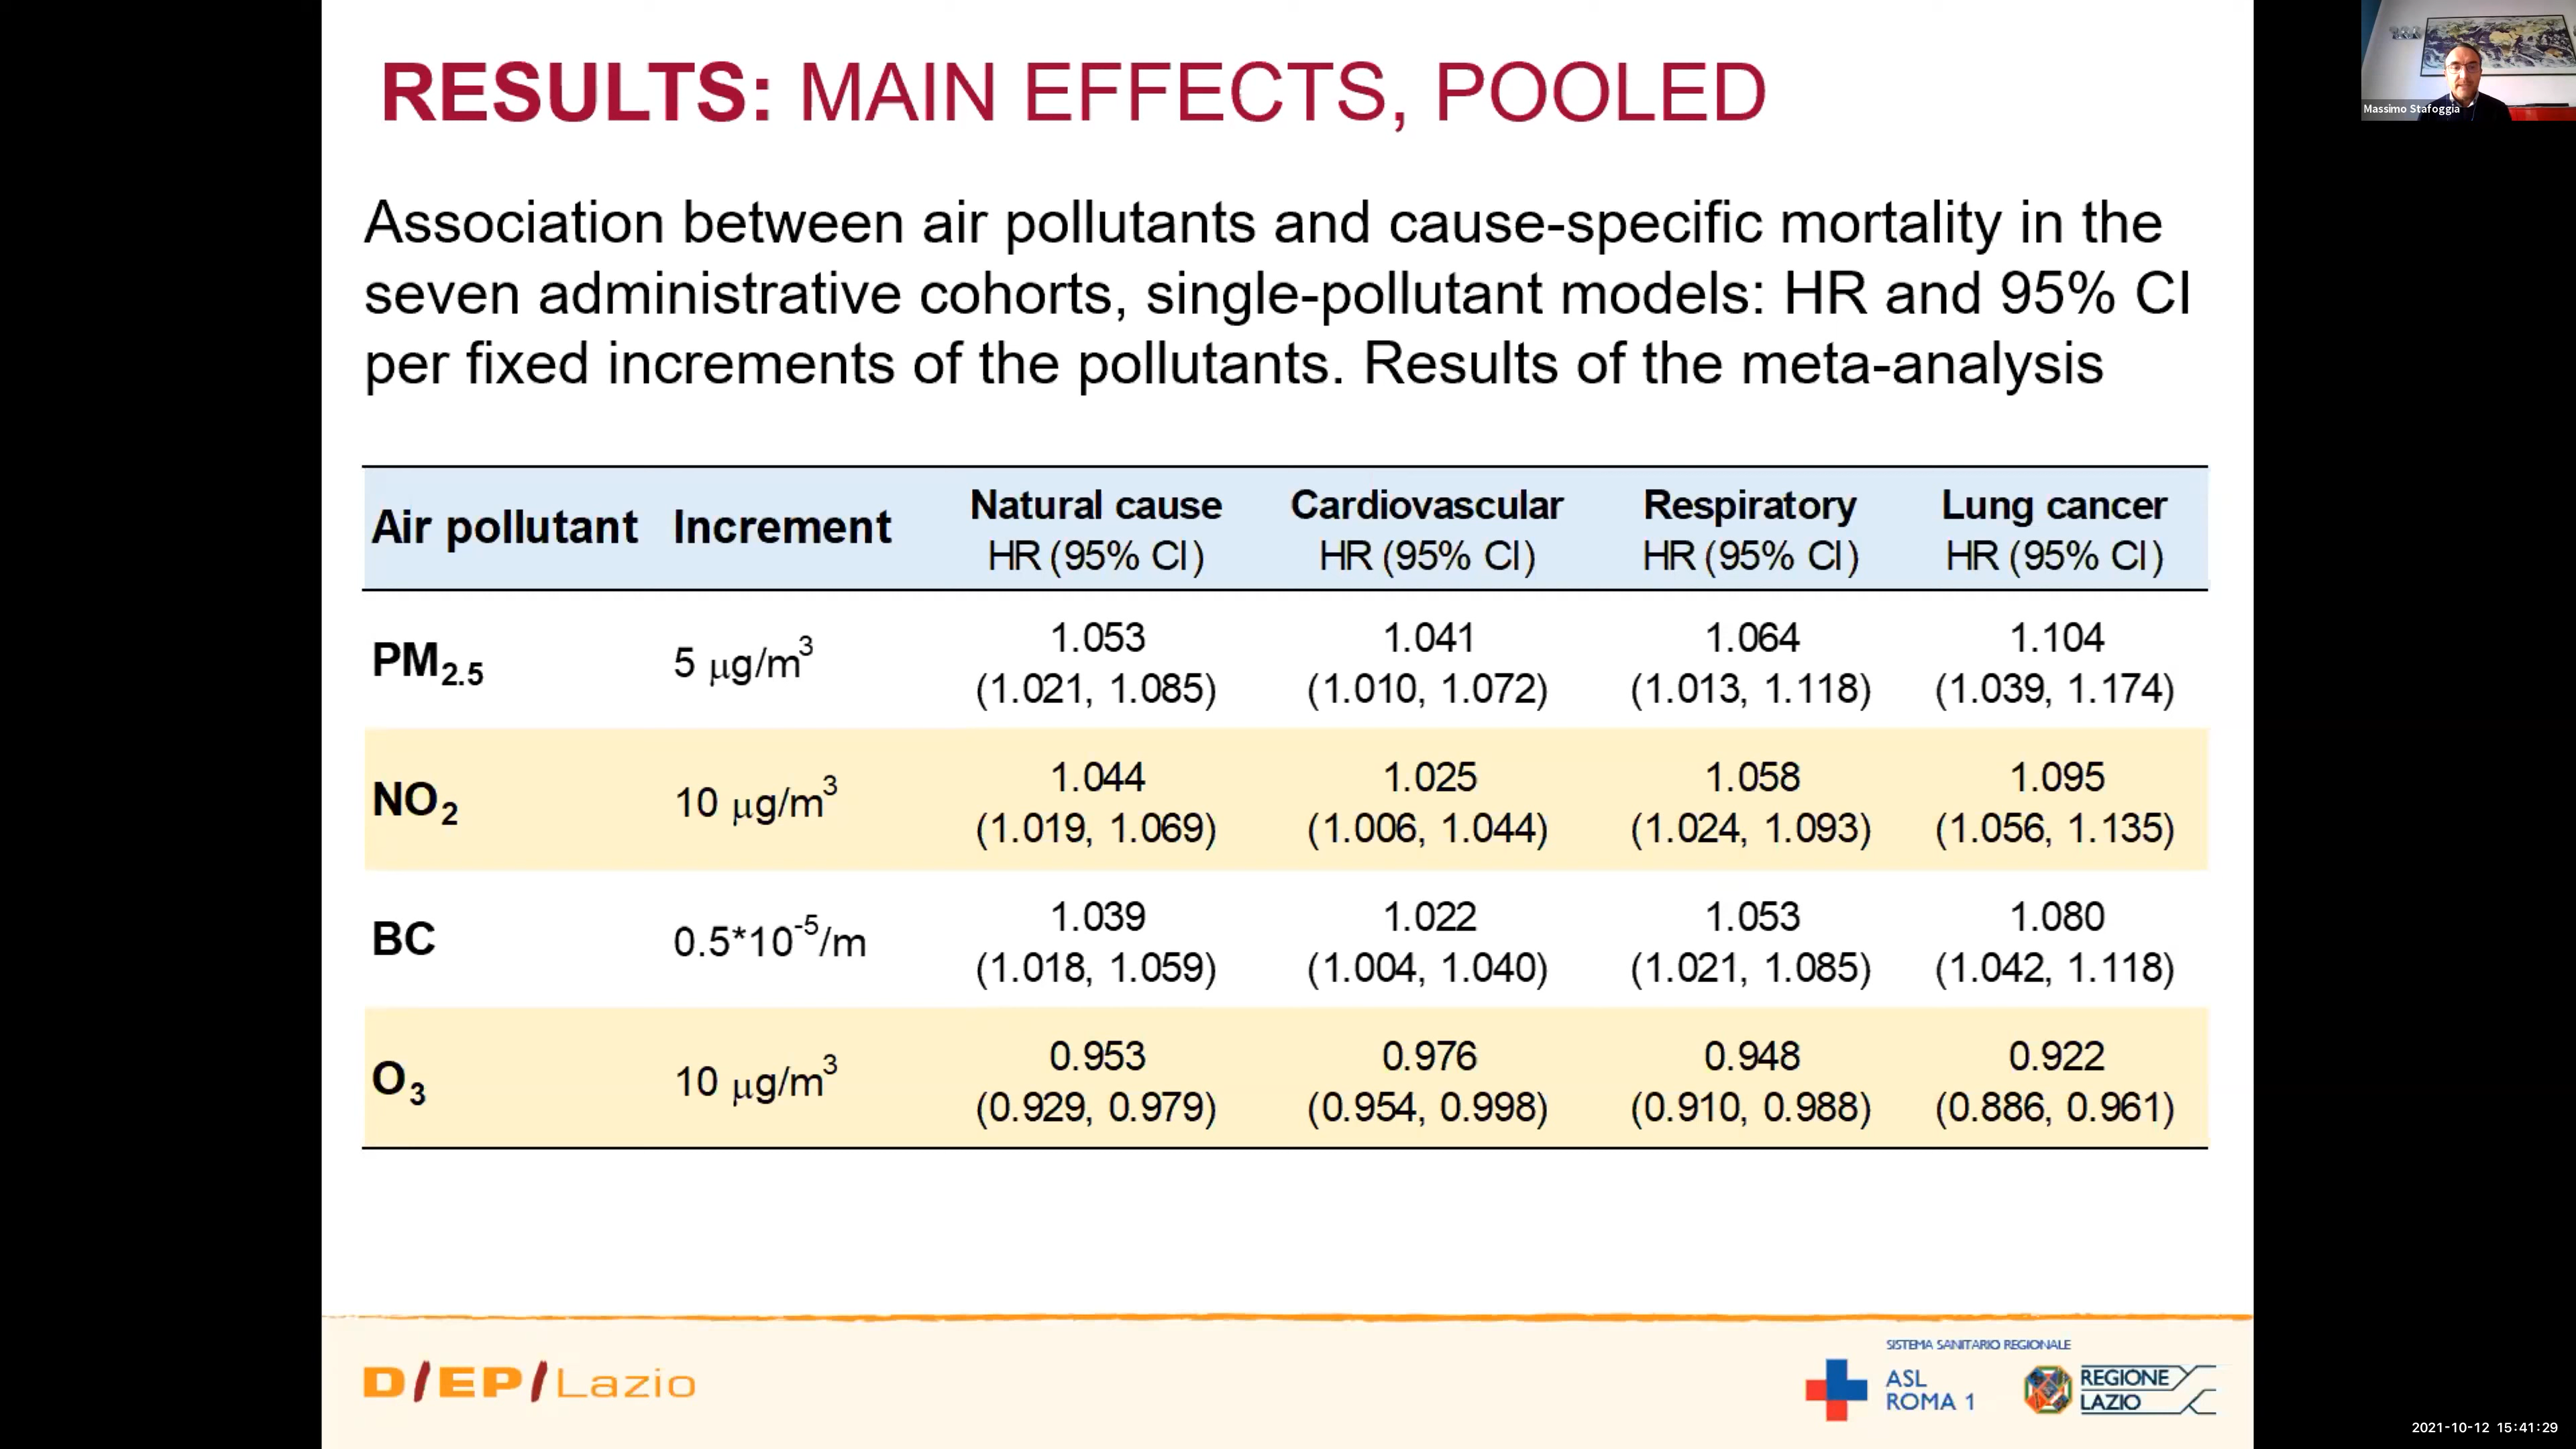 RESULTS: MAIN EFFECTS, POOLED
Massimo Stafoggia
Association between air pollutants and cause-specific mortality in the
seven administrative cohorts, single-pollutant models: HR and 95% CI
per fixed increments of the pollutants. Results of the meta-analysis
Air pollutant Increment Natural cause HR (95% CI) Cardiovascular HR (95% CI) Respiratory HR (95% CI) Lung cancer HR (95% CI)
PM2.5 5 µg/m³ 1.053 1.041 1.064 1.104
(1.021, 1.085) (1.010, 1.072) (1.013, 1.118) (1.039, 1.174)
NO2 10 µg/m³ 1.044 1.025 1.058 1.095
(1.019, 1.069) (1.006, 1.044) (1.024, 1.093) (1.056, 1.135)
BC 0.5*10⁻⁵/m 1.039 1.022 1.053 1.080
(1.018, 1.059) (1.004, 1.040) (1.021, 1.085) (1.042, 1.118)
O3 10 µg/m³ 0.953 0.976 0.948 0.922
(0.929, 0.979) (0.954, 0.998) (0.910, 0.988) (0.886, 0.961)
D/EP/Lazio
SISTEMA SANITARIO REGIONALE
ASL
ROMA 1
REGIONE
LAZIO
2021-10-12 15:41:29